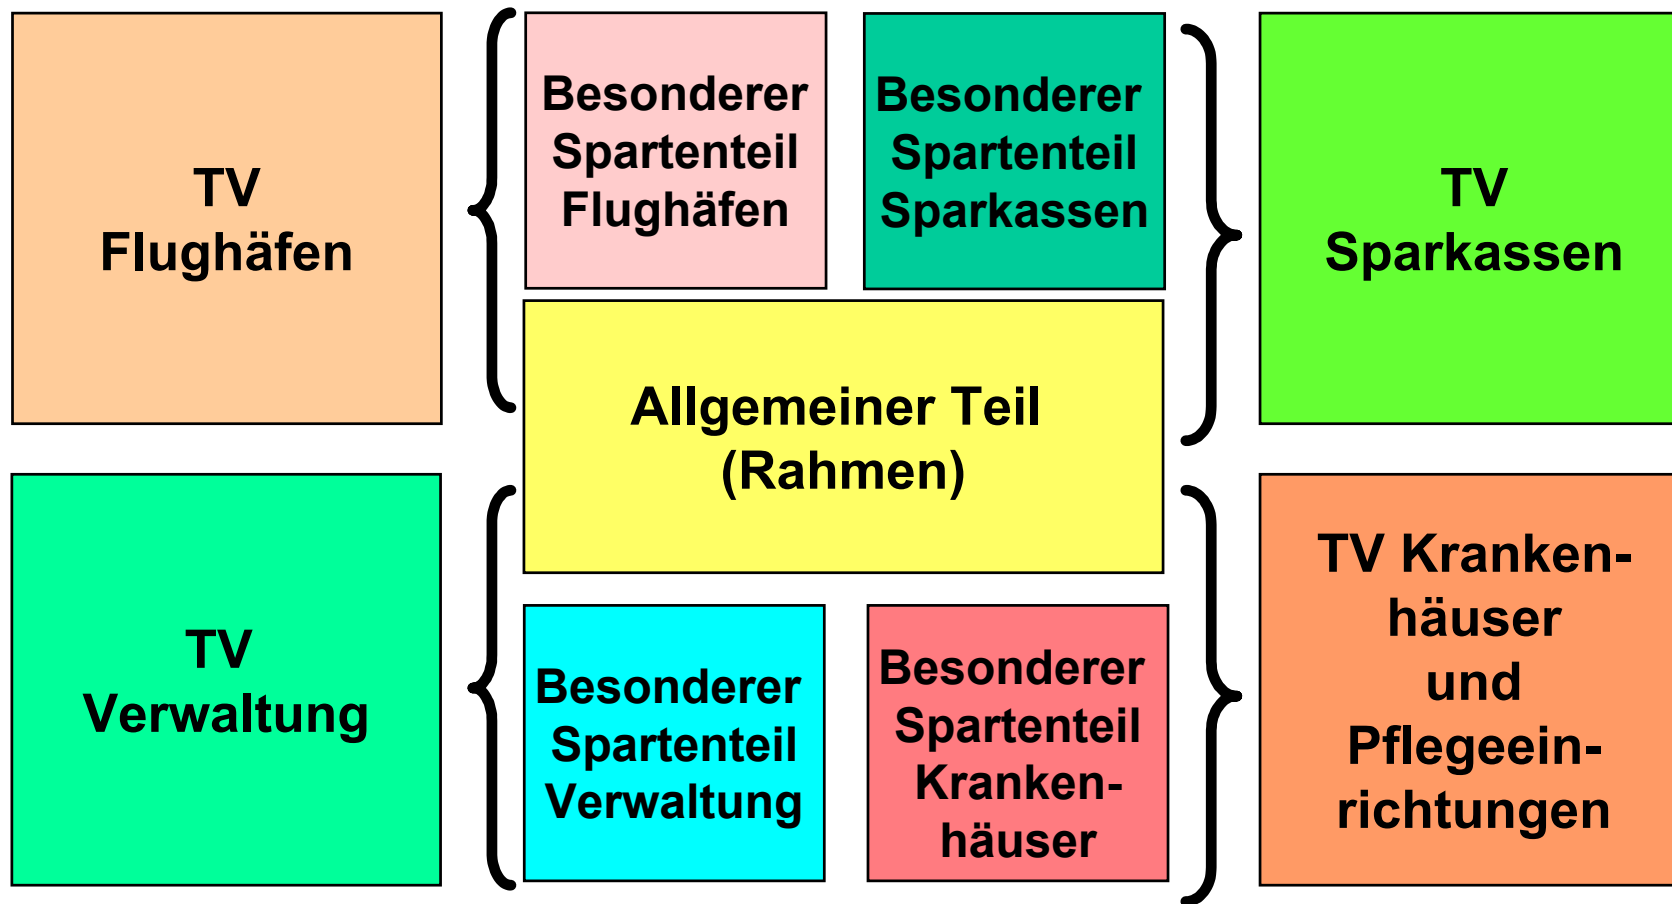 TV
Flughäfen
Besonderer
Spartenteil
Flughäfen
Besonderer
Spartenteil
Sparkassen
TV
Sparkassen
Allgemeiner Teil
(Rahmen)
TV
Verwaltung
Besonderer
Spartenteil
Verwaltung
Besonderer
Spartenteil
Kranken-
häuser
TV Kranken-
häuser
und
Pflegeein-
richtungen